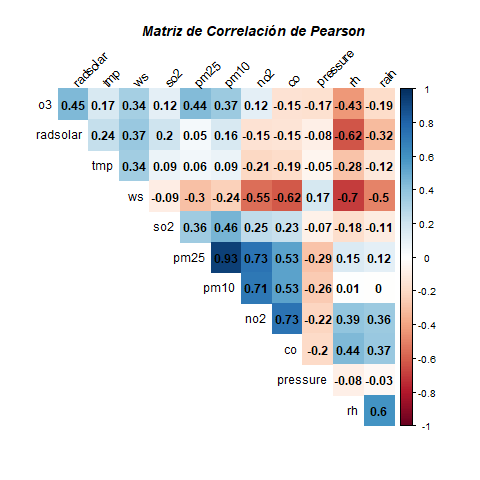 Matriz de Correlación de Pearson
radsolar tmp ws so2 pm25 pm10 no2 co pressure rh rain
o3 0.45 0.17 0.34 0.12 0.44 0.37 0.12 -0.15 -0.17 -0.43 -0.19
radsolar 0.24 0.37 0.2 0.05 0.16 -0.15 -0.15 -0.08 -0.62 -0.32
tmp 0.34 0.09 0.06 0.09 -0.21 -0.19 -0.05 -0.28 -0.12
ws -0.09 -0.3 -0.24 -0.55 -0.62 0.17 -0.7 -0.5
so2 0.36 0.46 0.25 0.23 -0.07 -0.18 -0.11
pm25 0.93 0.73 0.53 -0.29 0.15 0.12
pm10 0.71 0.53 -0.26 0.01 0
no2 0.73 -0.22 0.39 0.36
co -0.2 0.44 0.37
pressure -0.08 -0.03
rh 0.6
1
0.8
0.6
0.4
0.2
0
-0.2
-0.4
-0.6
-0.8
-1